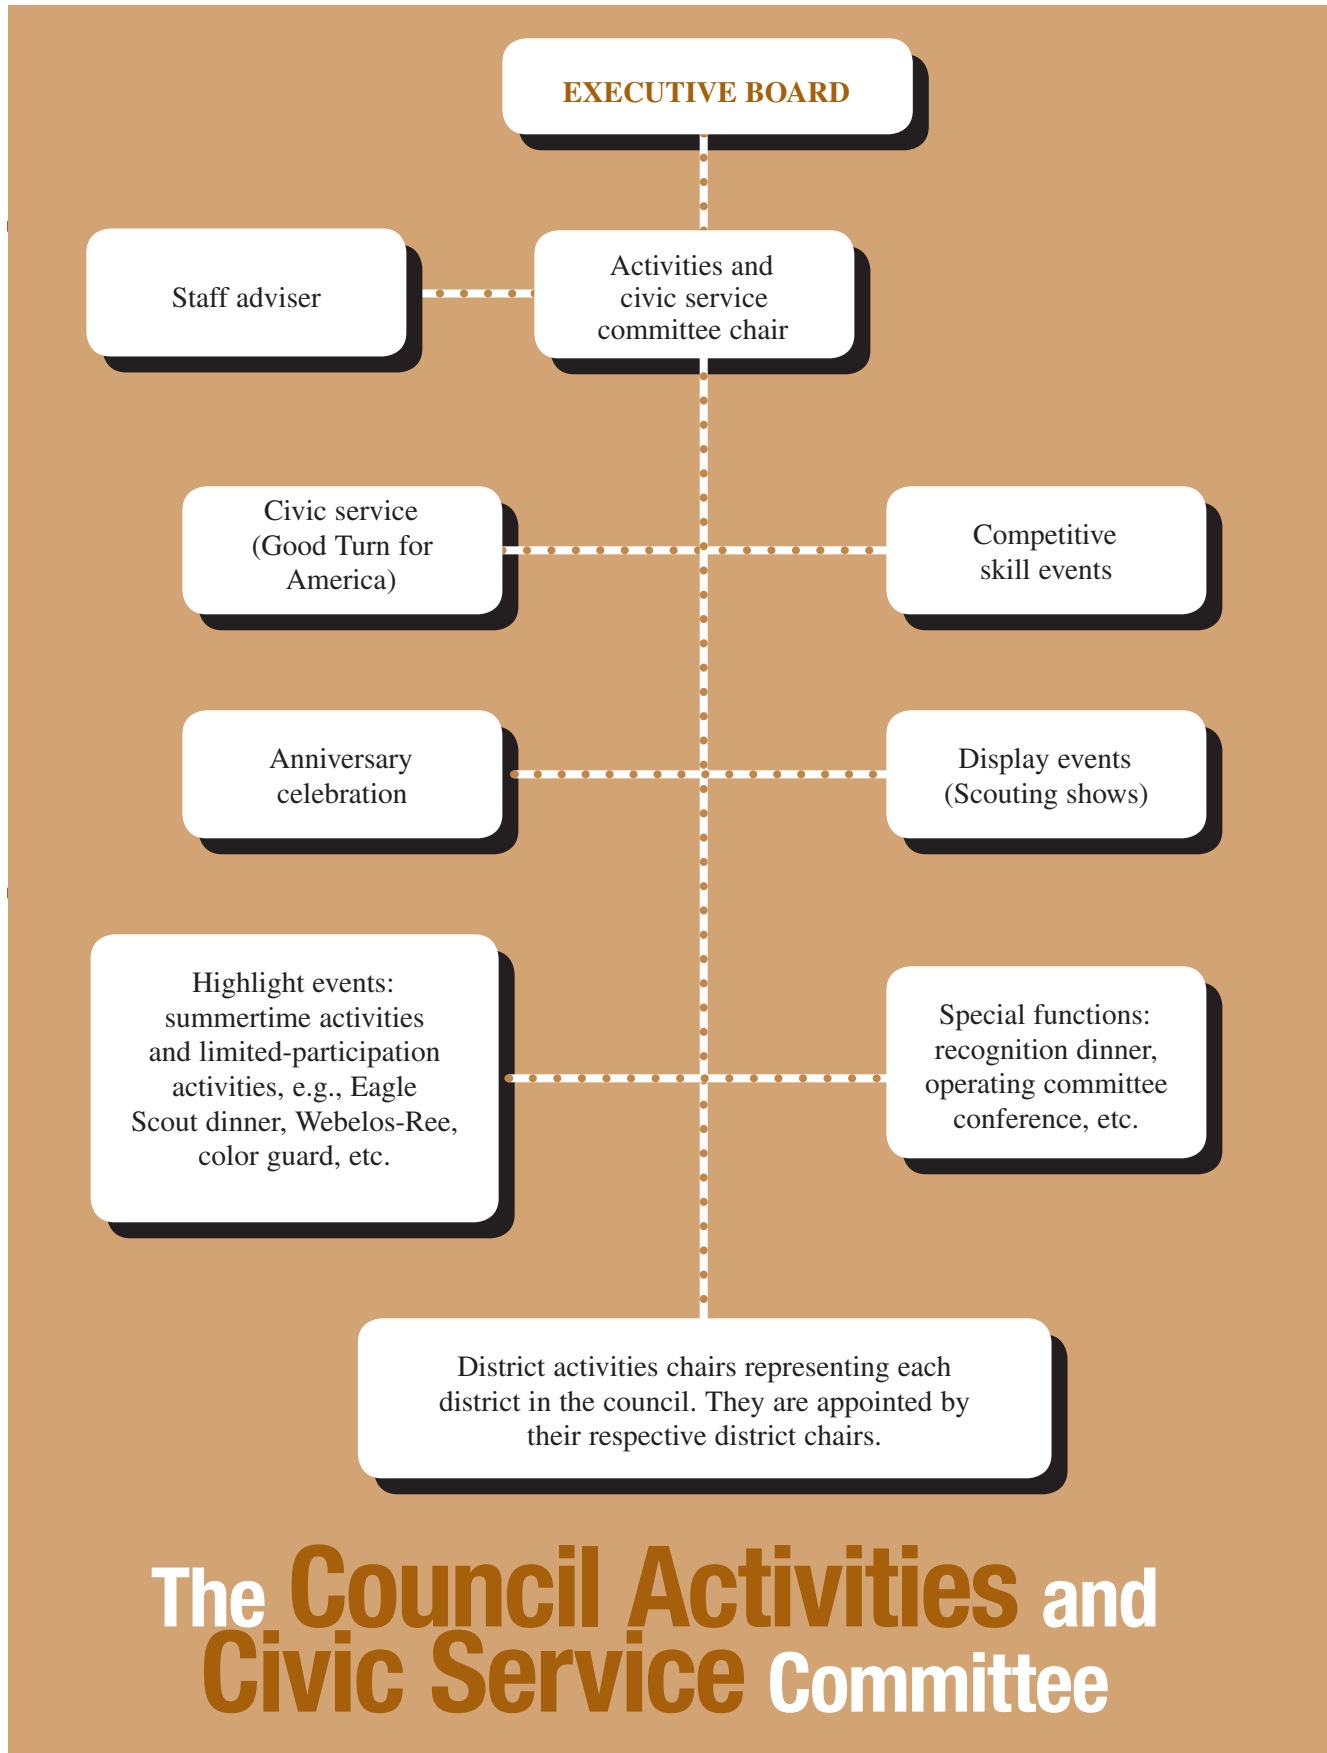 EXECUTIVE BOARD
Staff adviser
Activities and
civic service
committee chair
Civic service
(Good Turn for
America)
Competitive
skill events
Anniversary
celebration
Display events
(Scouting shows)
Highlight events:
summertime activities
and limited-participation
activities, e.g., Eagle
Scout dinner, Webelos-Ree,
color guard, etc.
Special functions:
recognition dinner,
operating committee
conference, etc.
District activities chairs representing each
district in the council. They are appointed by
their respective district chairs.
The Council Activities and
Civic Service Committee